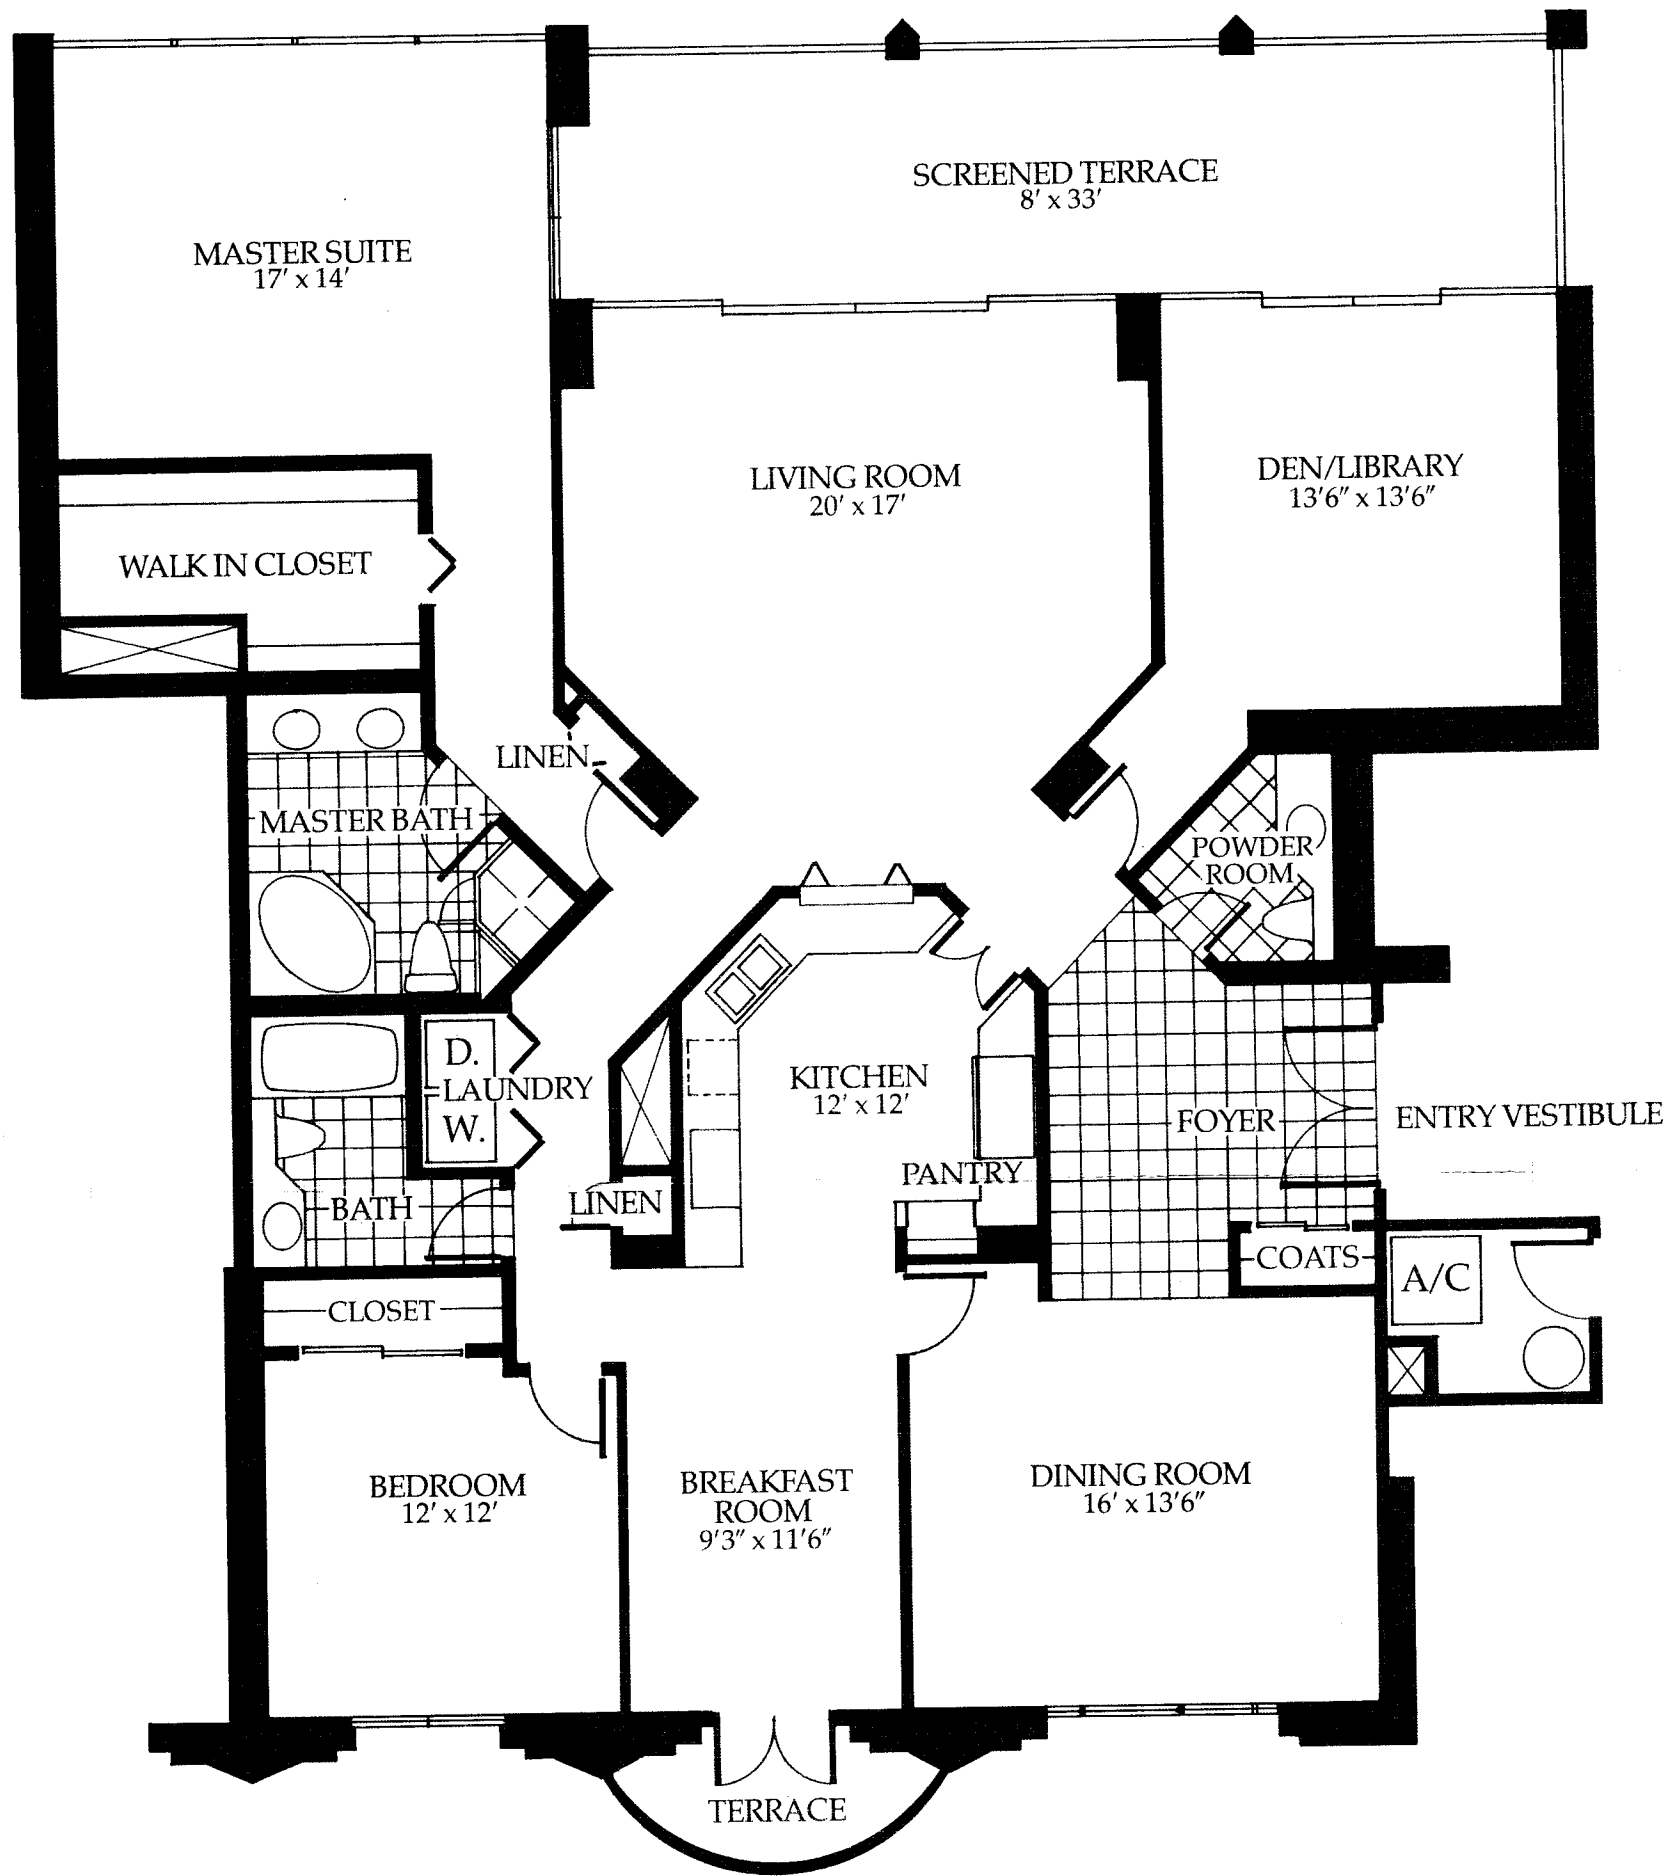 SCREENED TERRACE
8' x 33'
MASTER SUITE
17' x 14'
LIVING ROOM
20' x 17'
DEN/LIBRARY
13'6" x 13'6"
WALK IN CLOSET
LINEN
MASTER BATH
POWDER
ROOM
D.
LAUNDRY
W.
KITCHEN
12' x 12'
FOYER
ENTRY VESTIBULE
PANTRY
LINEN
BATH
COATS
A/C
CLOSET
BEDROOM
12' x 12'
BREAKFAST
ROOM
9'3" x 11'6"
DINING ROOM
16' x 13'6"
TERRACE